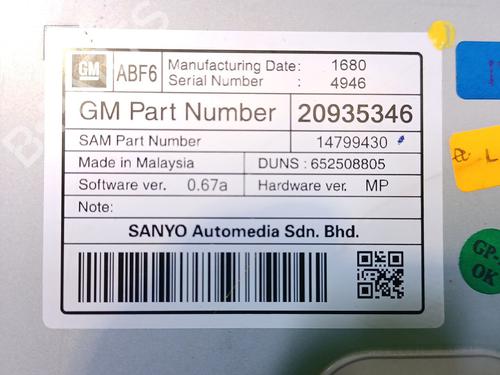 GM
ABF6
Manufacturing Date: 1680
Serial Number : 4946
GM Part Number 20935346
SAM Part Number 14799430
Made in Malaysia DUNS : 652508805
Software ver. 0.67a Hardware ver. MP
Note:
SANYO Automedia Sdn. Bhd.
L
GP-
OK